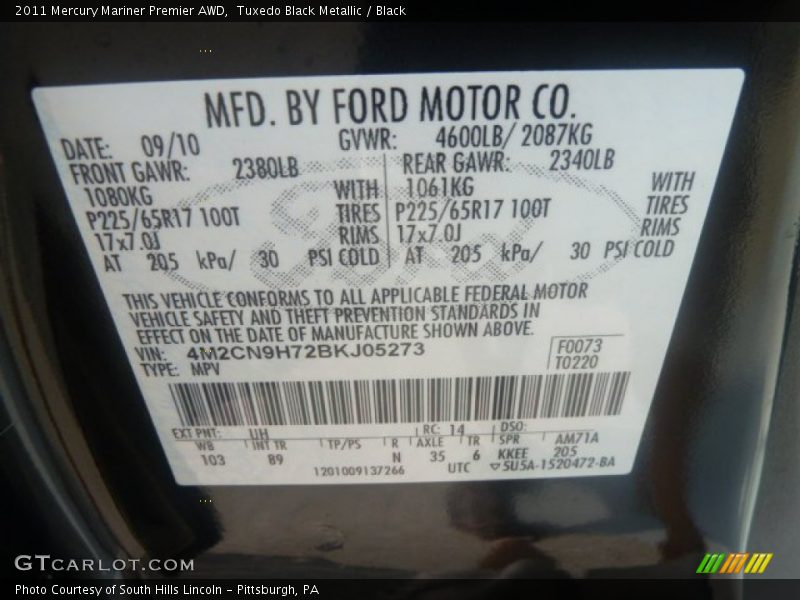 2011 Mercury Mariner Premier AWD,  Tuxedo Black Metallic / Black
MFD. BY FORD MOTOR CO.
DATE: 09/10 GVWR: 4600LB/ 2087KG
FRONT GAWR: 2380LB REAR GAWR: 2340LB
1080KG WITH 1061KG WITH
P225/65R17 100T TIRES P225/65R17 100T TIRES
17x7.0J RIMS 17x7.0J RIMS
AT 205 kPa/ 30 PSI COLD AT 205 kPa/ 30 PSI COLD
THIS VEHICLE CONFORMS TO ALL APPLICABLE FEDERAL MOTOR
VEHICLE SAFETY AND THEFT PREVENTION STANDARDS IN
EFFECT ON THE DATE OF MANUFACTURE SHOWN ABOVE.
VIN: 4M2CN9H72BKJ05273 F0073
TYPE: MPV T0220
EXT PNT: UH RC: 14 DSO:
WB INT TR TP/PS R AXLE TR SPR AM71A
103 89 N 35 6 KKEE 205
1201009137266 UTC 5U5A-1520472-BA
Ford
GTCARLOT.COM
Photo Courtesy of South Hills Lincoln - Pittsburgh, PA